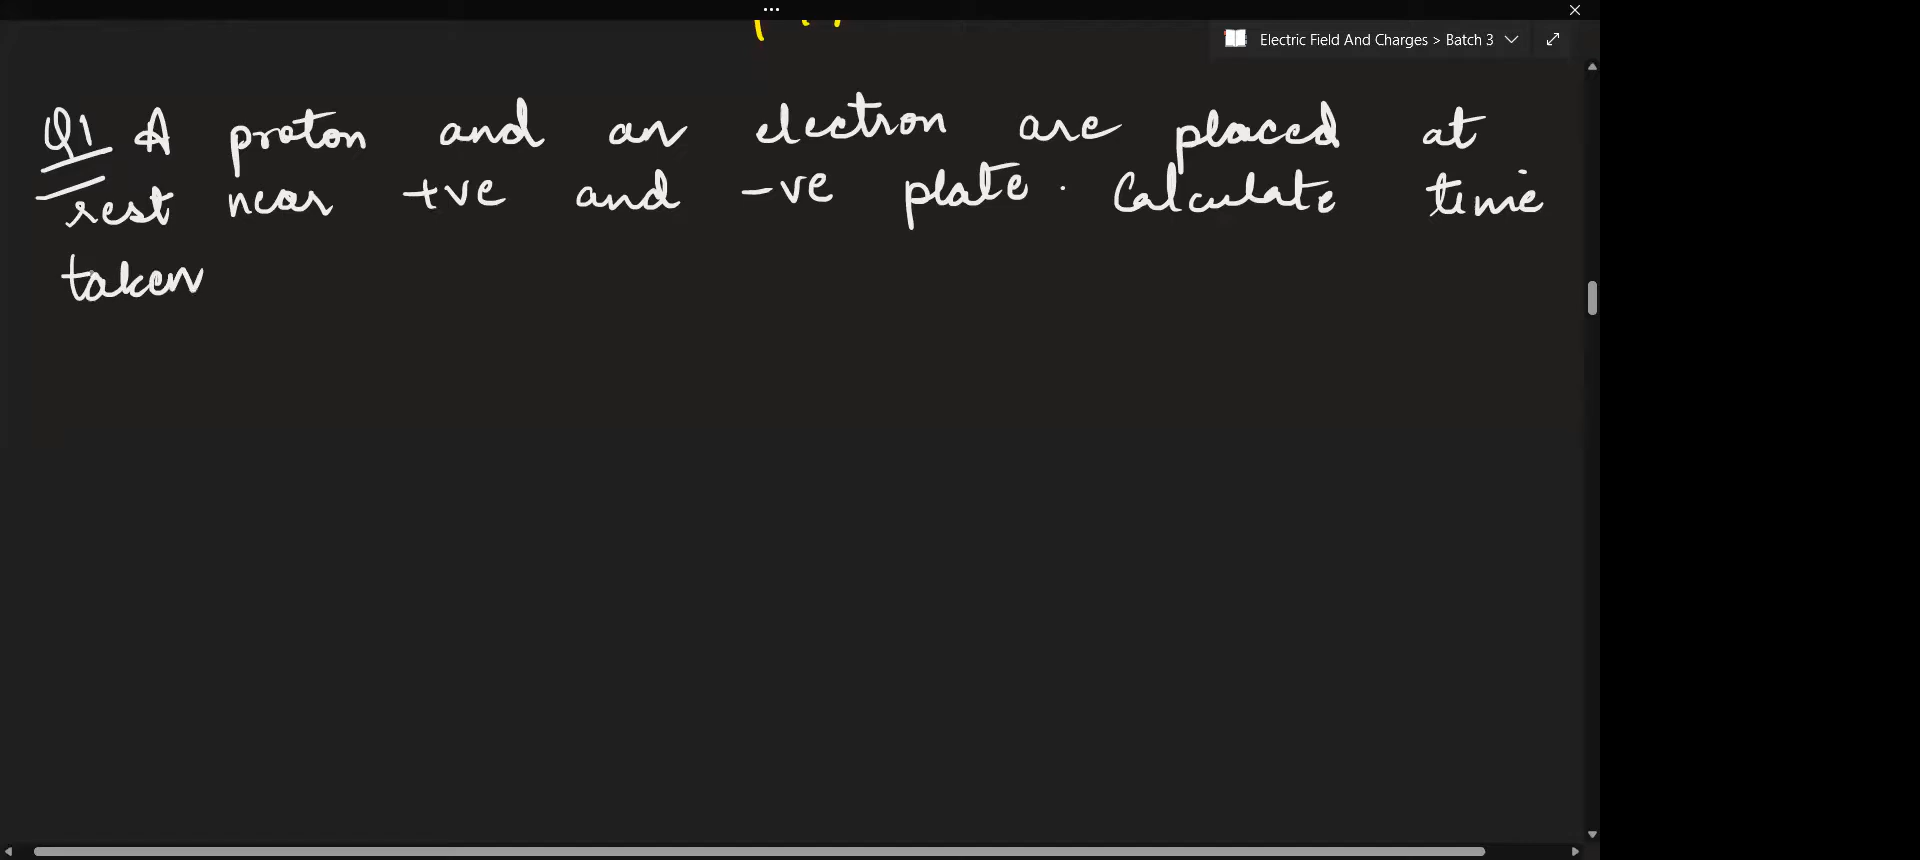 Electric Field And Charges > Batch 3
Q1 A proton and an electron are placed at
rest near +ve and -ve plate. Calculate time
taken